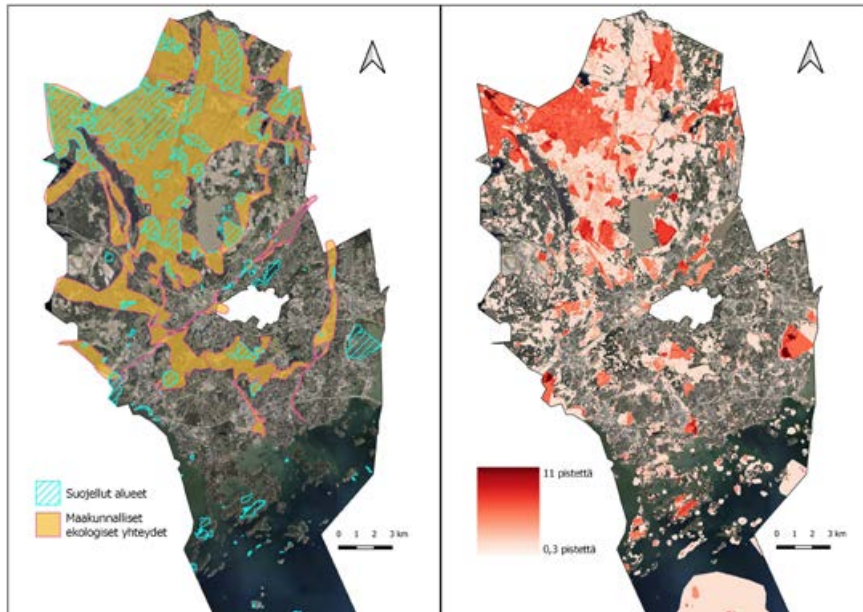 Suojellut alueet
Maakunnalliset
ekologiset yhteydet
0 1 2 3 km
11 pistettä
0,3 pistettä
0 1 2 3 km